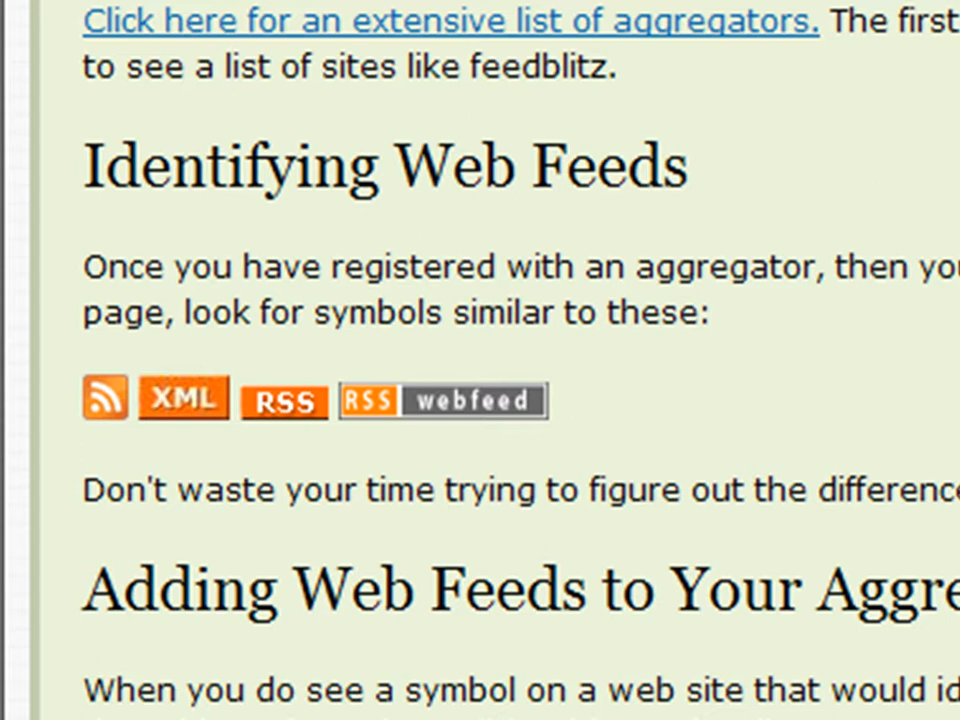 Click here for an extensive list of aggregators. The first
to see a list of sites like feedblitz.
Identifying Web Feeds
Once you have registered with an aggregator, then you
page, look for symbols similar to these:
XML RSS RSS webfeed
Don't waste your time trying to figure out the difference
Adding Web Feeds to Your Aggre
When you do see a symbol on a web site that would id